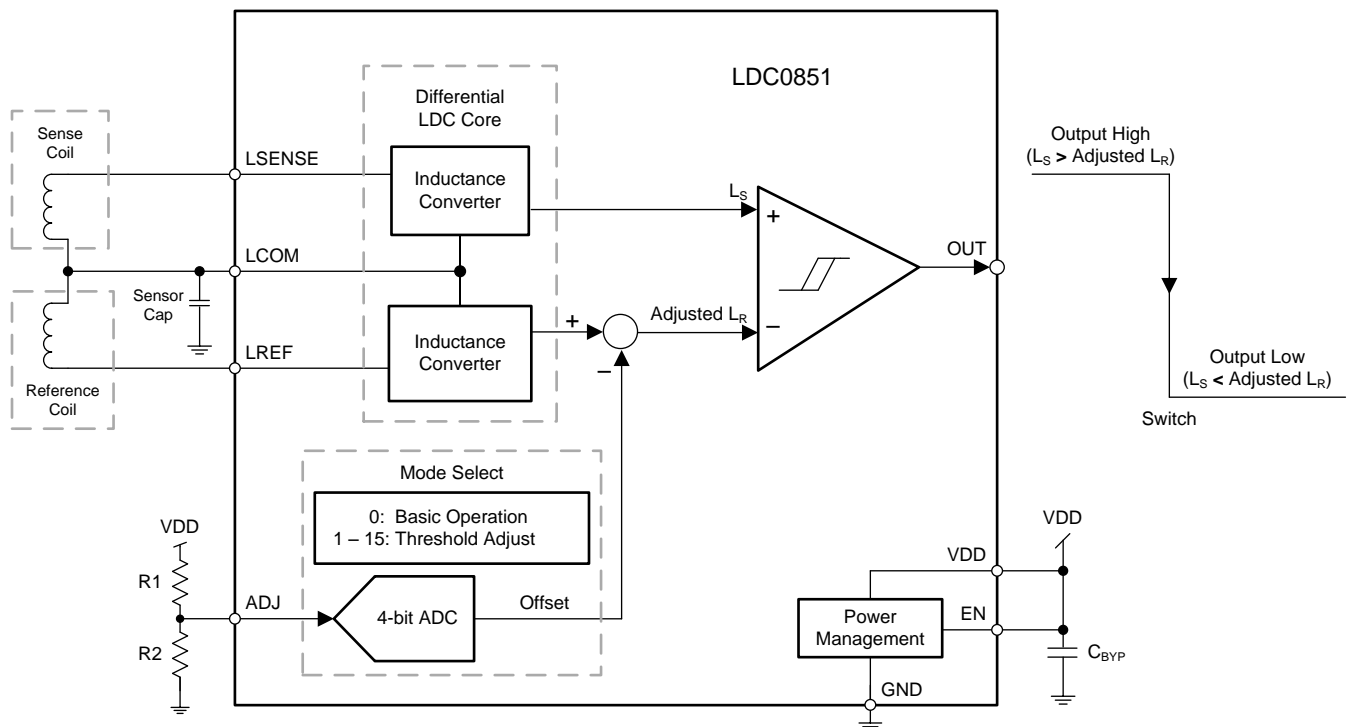 LDC0851
Differential
LDC Core
Sense
Coil
LSENSE
Inductance
Converter
LS
+
Output High
(LS > Adjusted LR)
LCOM
OUT
Sensor
Cap
Inductance
Converter
+
−
Adjusted LR
−
LREF
Reference
Coil
Output Low
(LS < Adjusted LR)
Switch
Mode Select
0: Basic Operation
1 – 15: Threshold Adjust
VDD
R1
R2
ADJ
4-bit ADC
Offset
VDD
VDD
EN
Power
Management
CBYP
GND